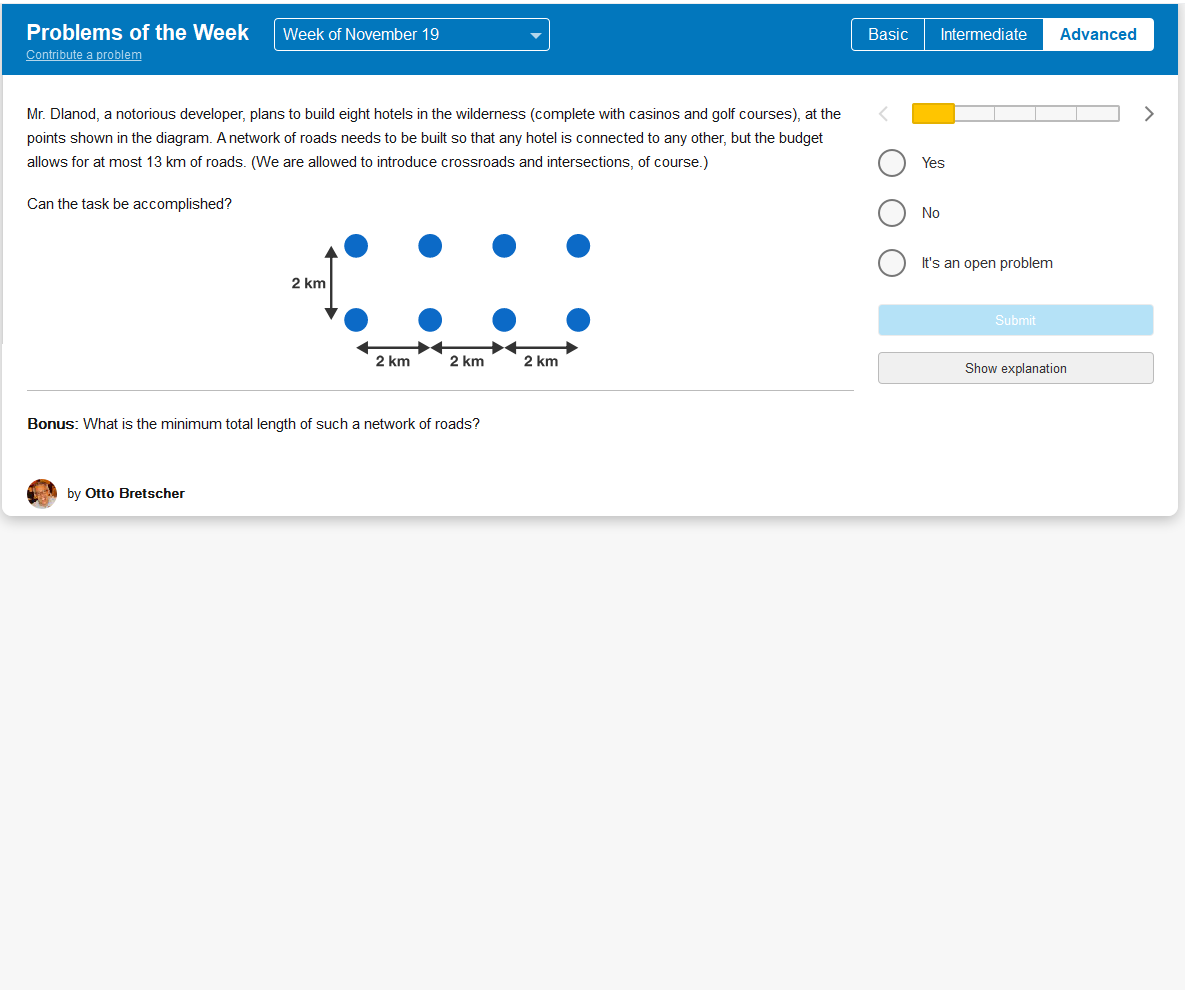 Problems of the Week
Contribute a problem
Week of November 19
Basic
Intermediate
Advanced
Mr. Dlanod, a notorious developer, plans to build eight hotels in the wilderness (complete with casinos and golf courses), at the
points shown in the diagram. A network of roads needs to be built so that any hotel is connected to any other, but the budget
allows for at most 13 km of roads. (We are allowed to introduce crossroads and intersections, of course.)
Can the task be accomplished?
2 km
2 km
2 km
2 km
Bonus: What is the minimum total length of such a network of roads?
by Otto Bretscher
Yes
No
It's an open problem
Submit
Show explanation